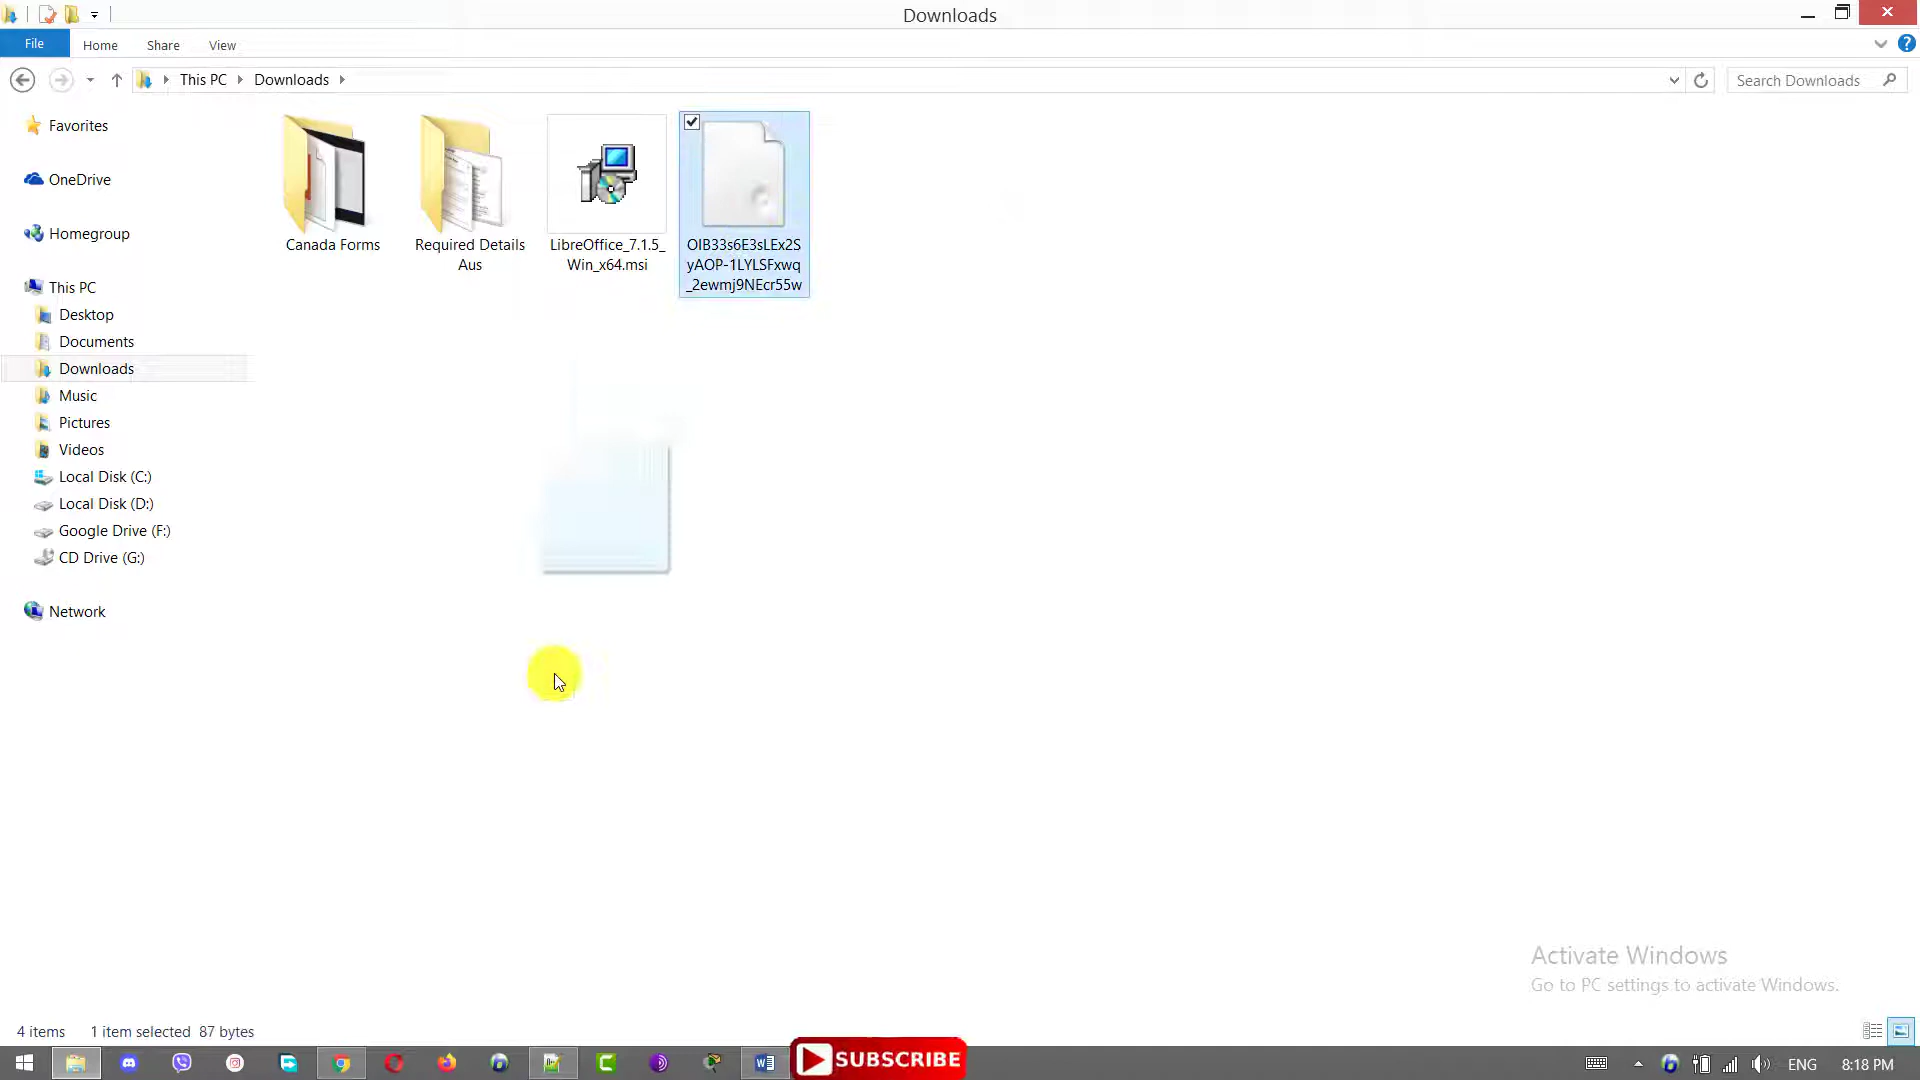 Downloads
File
Home
Share
View
This PC
Downloads
Search Downloads
Favorites
OneDrive
Homegroup
This PC
Desktop
Documents
Downloads
Music
Pictures
Videos
Local Disk (C:)
Local Disk (D:)
Google Drive (F:)
CD Drive (G:)
Network
Canada Forms
Required Details
Aus
LibreOffice_7.1.5_
Win_x64.msi
OIB33s6E3sLEx2S
yAOP-1LYLSFxwq
_2ewmj9NEcr55w
Activate Windows
Go to PC settings to activate Windows.
4 items
1 item selected 87 bytes
SUBSCRIBE
ENG
8:18 PM